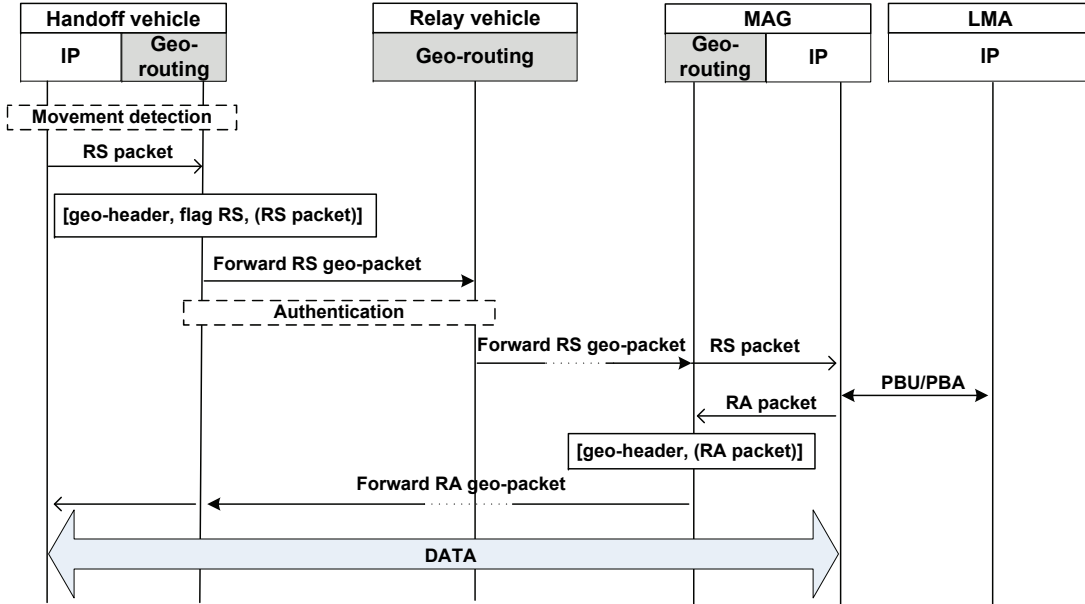 Handoff vehicle
Relay vehicle
MAG
LMA
IP
Geo-
routing
Geo-routing
Geo-
routing
IP
IP
Movement detection
RS packet
[geo-header, flag RS, (RS packet)]
Forward RS geo-packet
Authentication
Forward RS geo-packet
RS packet
PBU/PBA
RA packet
[geo-header, (RA packet)]
Forward RA geo-packet
DATA